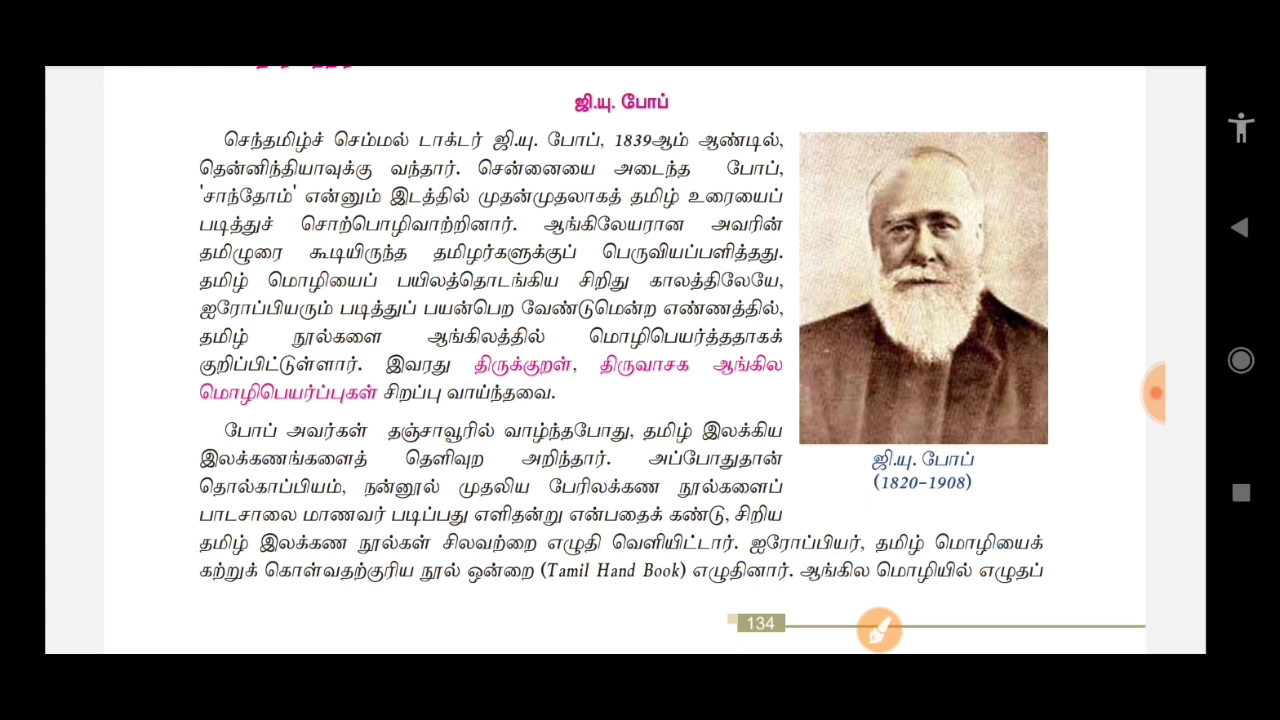 ஜி.யு. போப்
செந்தமிழ்ச் செம்மல் டாக்டர் ஜி.யு. போப், 1839ஆம் ஆண்டில்,
தென்னிந்தியாவுக்கு வந்தார். சென்னையை அடைந்த போப்,
'சாந்தோம்' என்னும் இடத்தில் முதன்முதலாகத் தமிழ் உரையைப்
படித்துச் சொற்பொழிவாற்றினார். ஆங்கிலேயரான அவரின்
தமிழுரை கூடியிருந்த தமிழர்களுக்குப் பெருவியப்பளித்தது.
தமிழ் மொழியைப் பயிலத்தொடங்கிய சிறிது காலத்திலேயே,
ஐரோப்பியரும் படித்துப் பயன்பெற வேண்டுமென்ற எண்ணத்தில்,
தமிழ் நூல்களை ஆங்கிலத்தில் மொழிபெயர்த்ததாகக்
குறிப்பிட்டுள்ளார். இவரது திருக்குறள், திருவாசக ஆங்கில
மொழிபெயர்ப்புகள் சிறப்பு வாய்ந்தவை.
போப் அவர்கள் தஞ்சாவூரில் வாழ்ந்தபோது, தமிழ் இலக்கிய
இலக்கணங்களைத் தெளிவுற அறிந்தார். அப்போதுதான்
தொல்காப்பியம், நன்னூல் முதலிய பேரிலக்கண நூல்களைப்
பாடசாலை மாணவர் படிப்பது எளிதன்று என்பதைக் கண்டு, சிறிய
தமிழ் இலக்கண நூல்கள் சிலவற்றை எழுதி வெளியிட்டார். ஐரோப்பியர், தமிழ் மொழியைக்
கற்றுக் கொள்வதற்குரிய நூல் ஒன்றை (Tamil Hand Book) எழுதினார். ஆங்கில மொழியில் எழுதப்
ஜி.யு. போப்
(1820-1908)
134